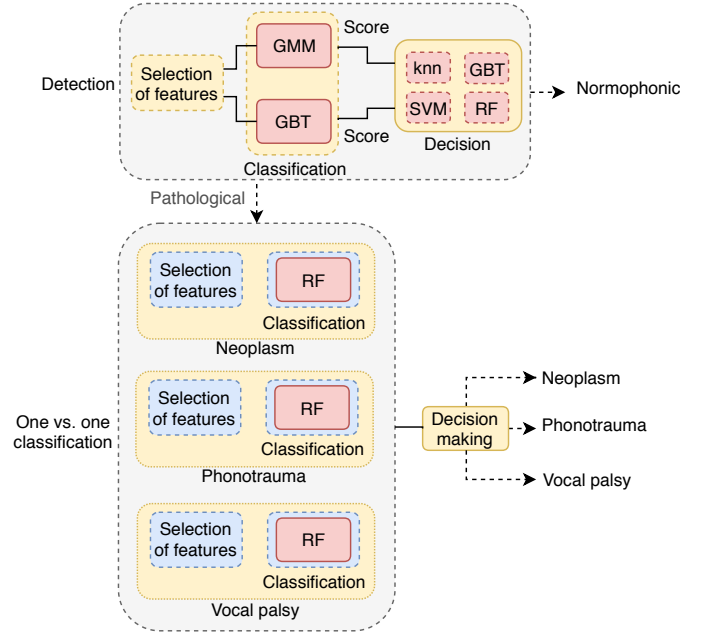 Score
GMM
knn
GBT
Detection
Selection
of features
Normophonic
SVM
RF
GBT
Score
Decision
Classification
Pathological
Selection
of features
RF
Classification
Neoplasm
Neoplasm
Selection
of features
RF
One vs. one
classification
Classification
Decision
making
Phonotrauma
Phonotrauma
Vocal palsy
Selection
of features
RF
Classification
Vocal palsy